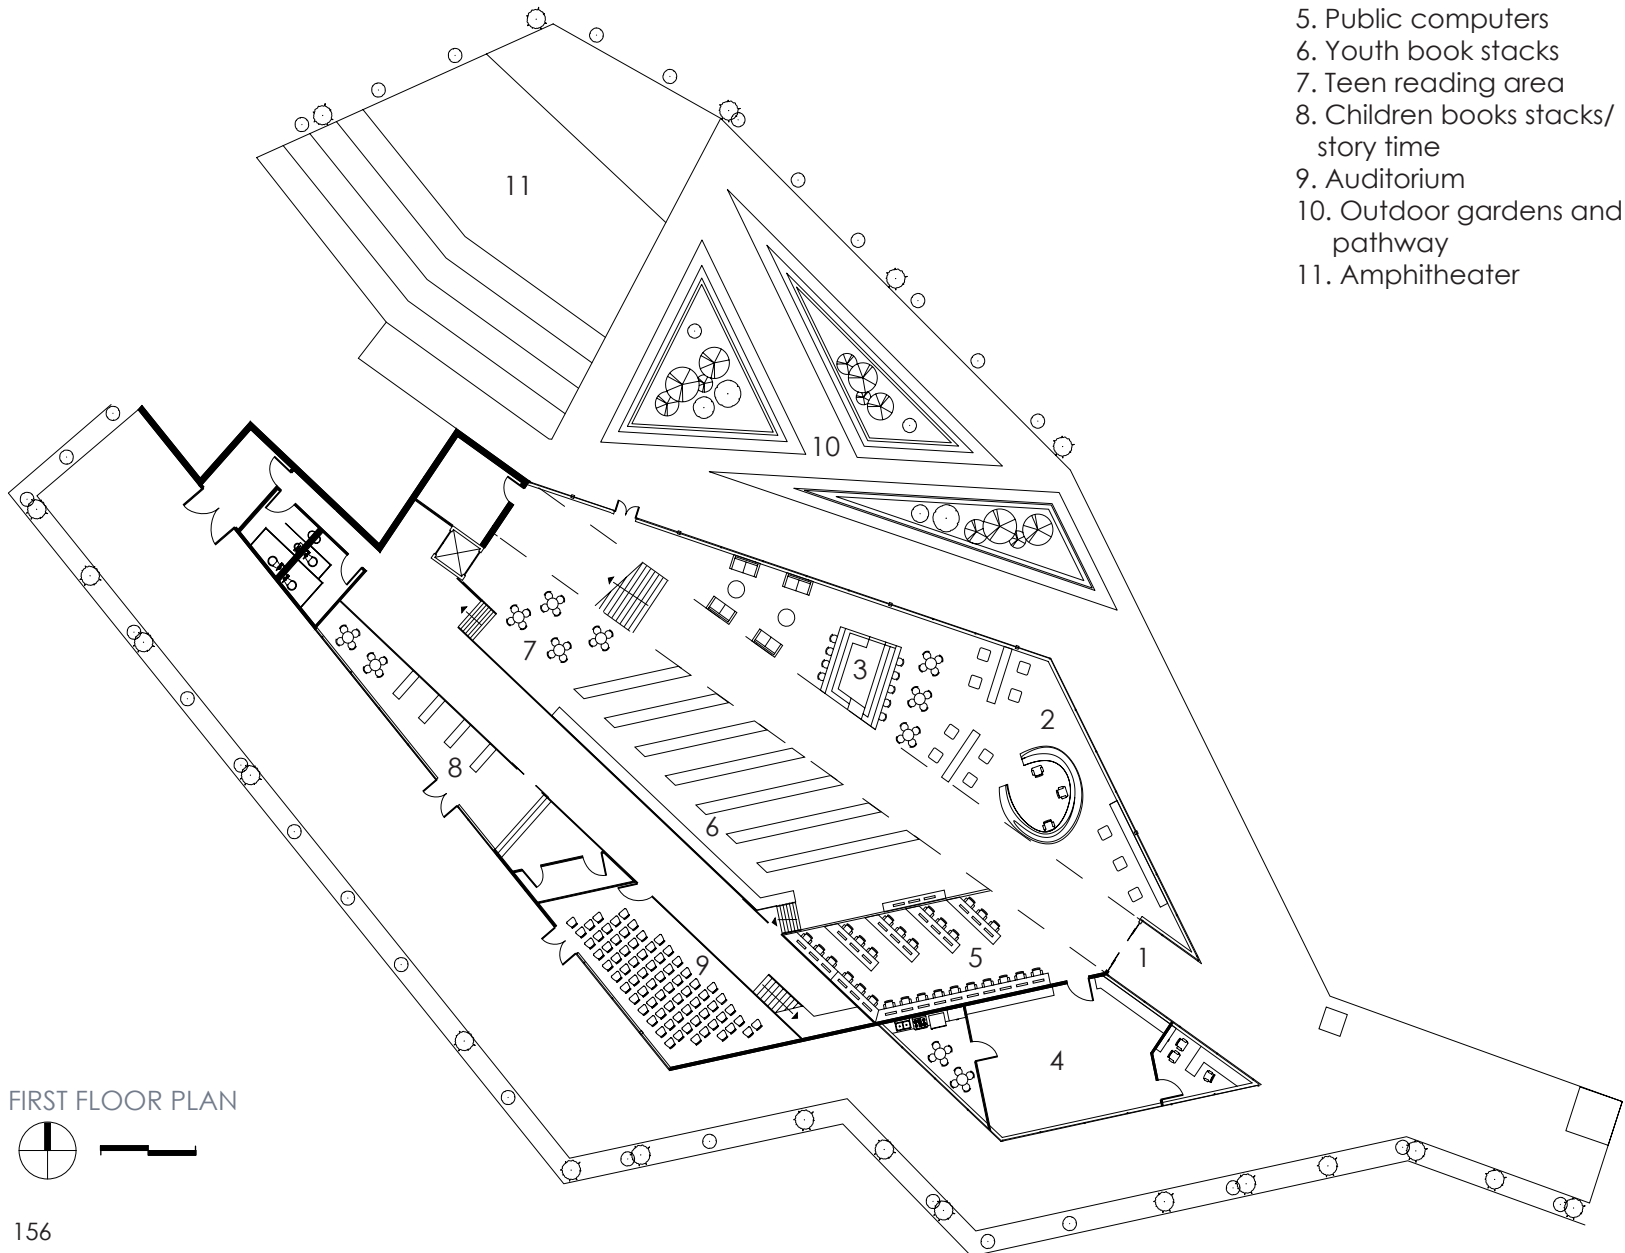 5. Public computers
6. Youth book stacks
7. Teen reading area
8. Children books stacks/
story time
9. Auditorium
10. Outdoor gardens and
pathway
11. Amphitheater
11
10
3
2
7
8
6
5
1
9
4
FIRST FLOOR PLAN
156